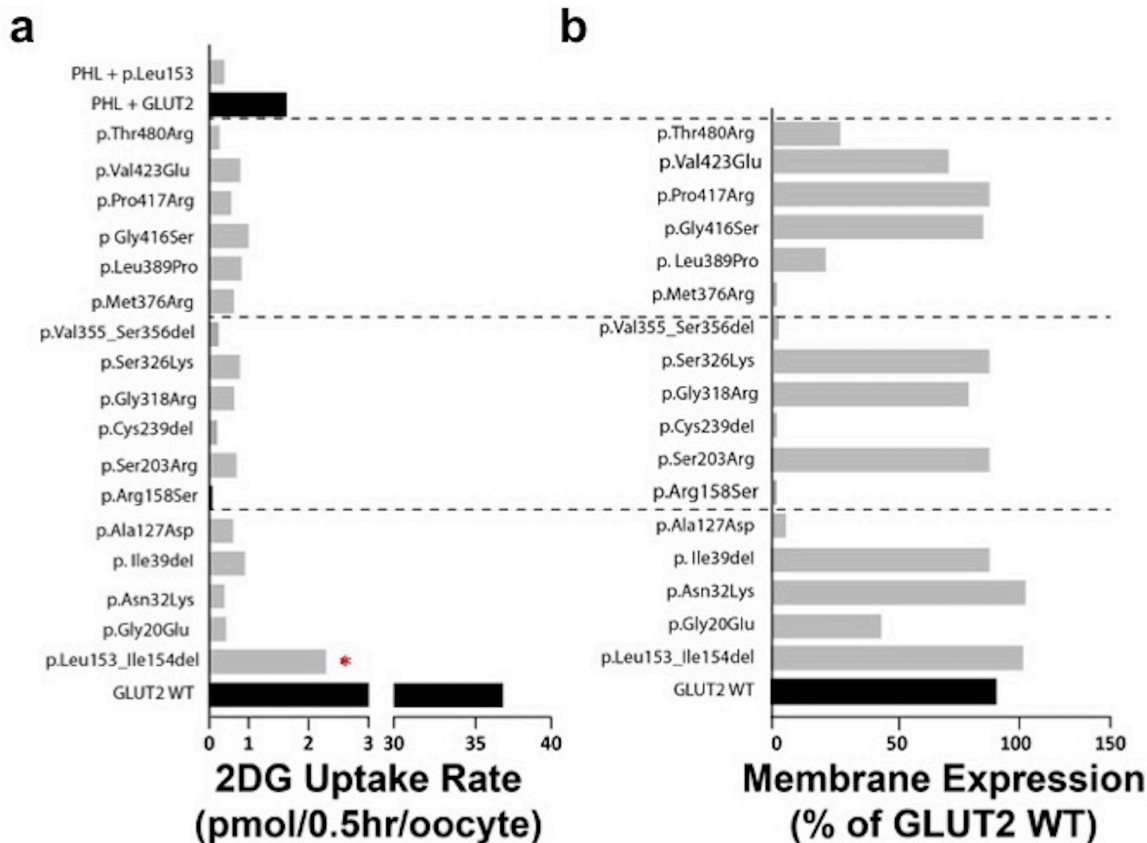 a
PHL + p.Leu153
PHL + GLUT2
p.Thr480Arg
p.Val423Glu
p.Pro417Arg
p Gly416Ser
p.Leu389Pro
p.Met376Arg
p.Val355_Ser356del
p.Ser326Lys
p.Gly318Arg
p.Cys239del
p.Ser203Arg
p.Arg158Ser
p.Ala127Asp
p. Ile39del
p.Asn32Lys
p.Gly20Glu
p.Leu153_Ile154del *
GLUT2 WT
0 1 2 3 30 35 40
2DG Uptake Rate
(pmol/0.5hr/oocyte)
b
p.Thr480Arg
p.Val423Glu
p.Pro417Arg
p.Gly416Ser
p. Leu389Pro
p.Met376Arg
p.Val355_Ser356del
p.Ser326Lys
p.Gly318Arg
p.Cys239del
p.Ser203Arg
p.Arg158Ser
p.Ala127Asp
p. Ile39del
p.Asn32Lys
p.Gly20Glu
p.Leu153_Ile154del
GLUT2 WT
0 50 100 150
Membrane Expression
(% of GLUT2 WT)